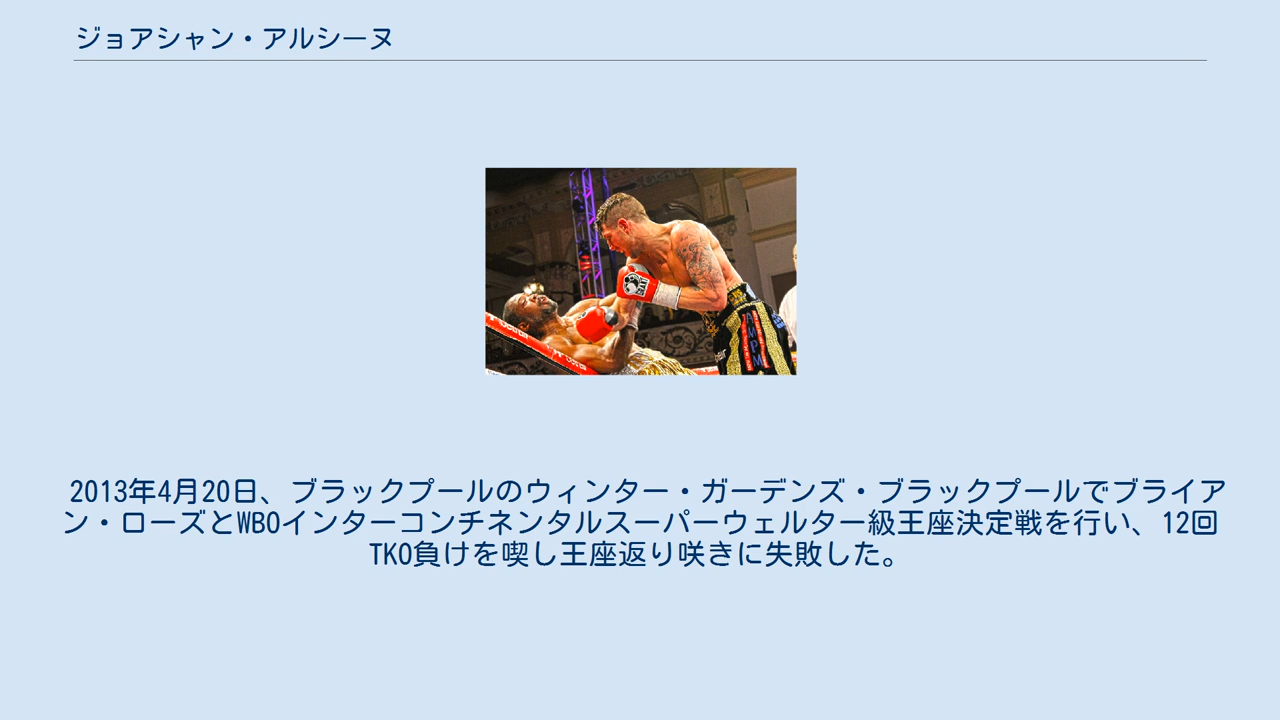 ジョアシャン・アルシーヌ
2013年4月20日、ブラックプールのウィンター・ガーデンズ・ブラックプールでブライア
ン・ローズとWBOインターコンチネンタルスーパーウェルター級王座決定戦を行い、12回
TKO負けを喫し王座返り咲きに失敗した。